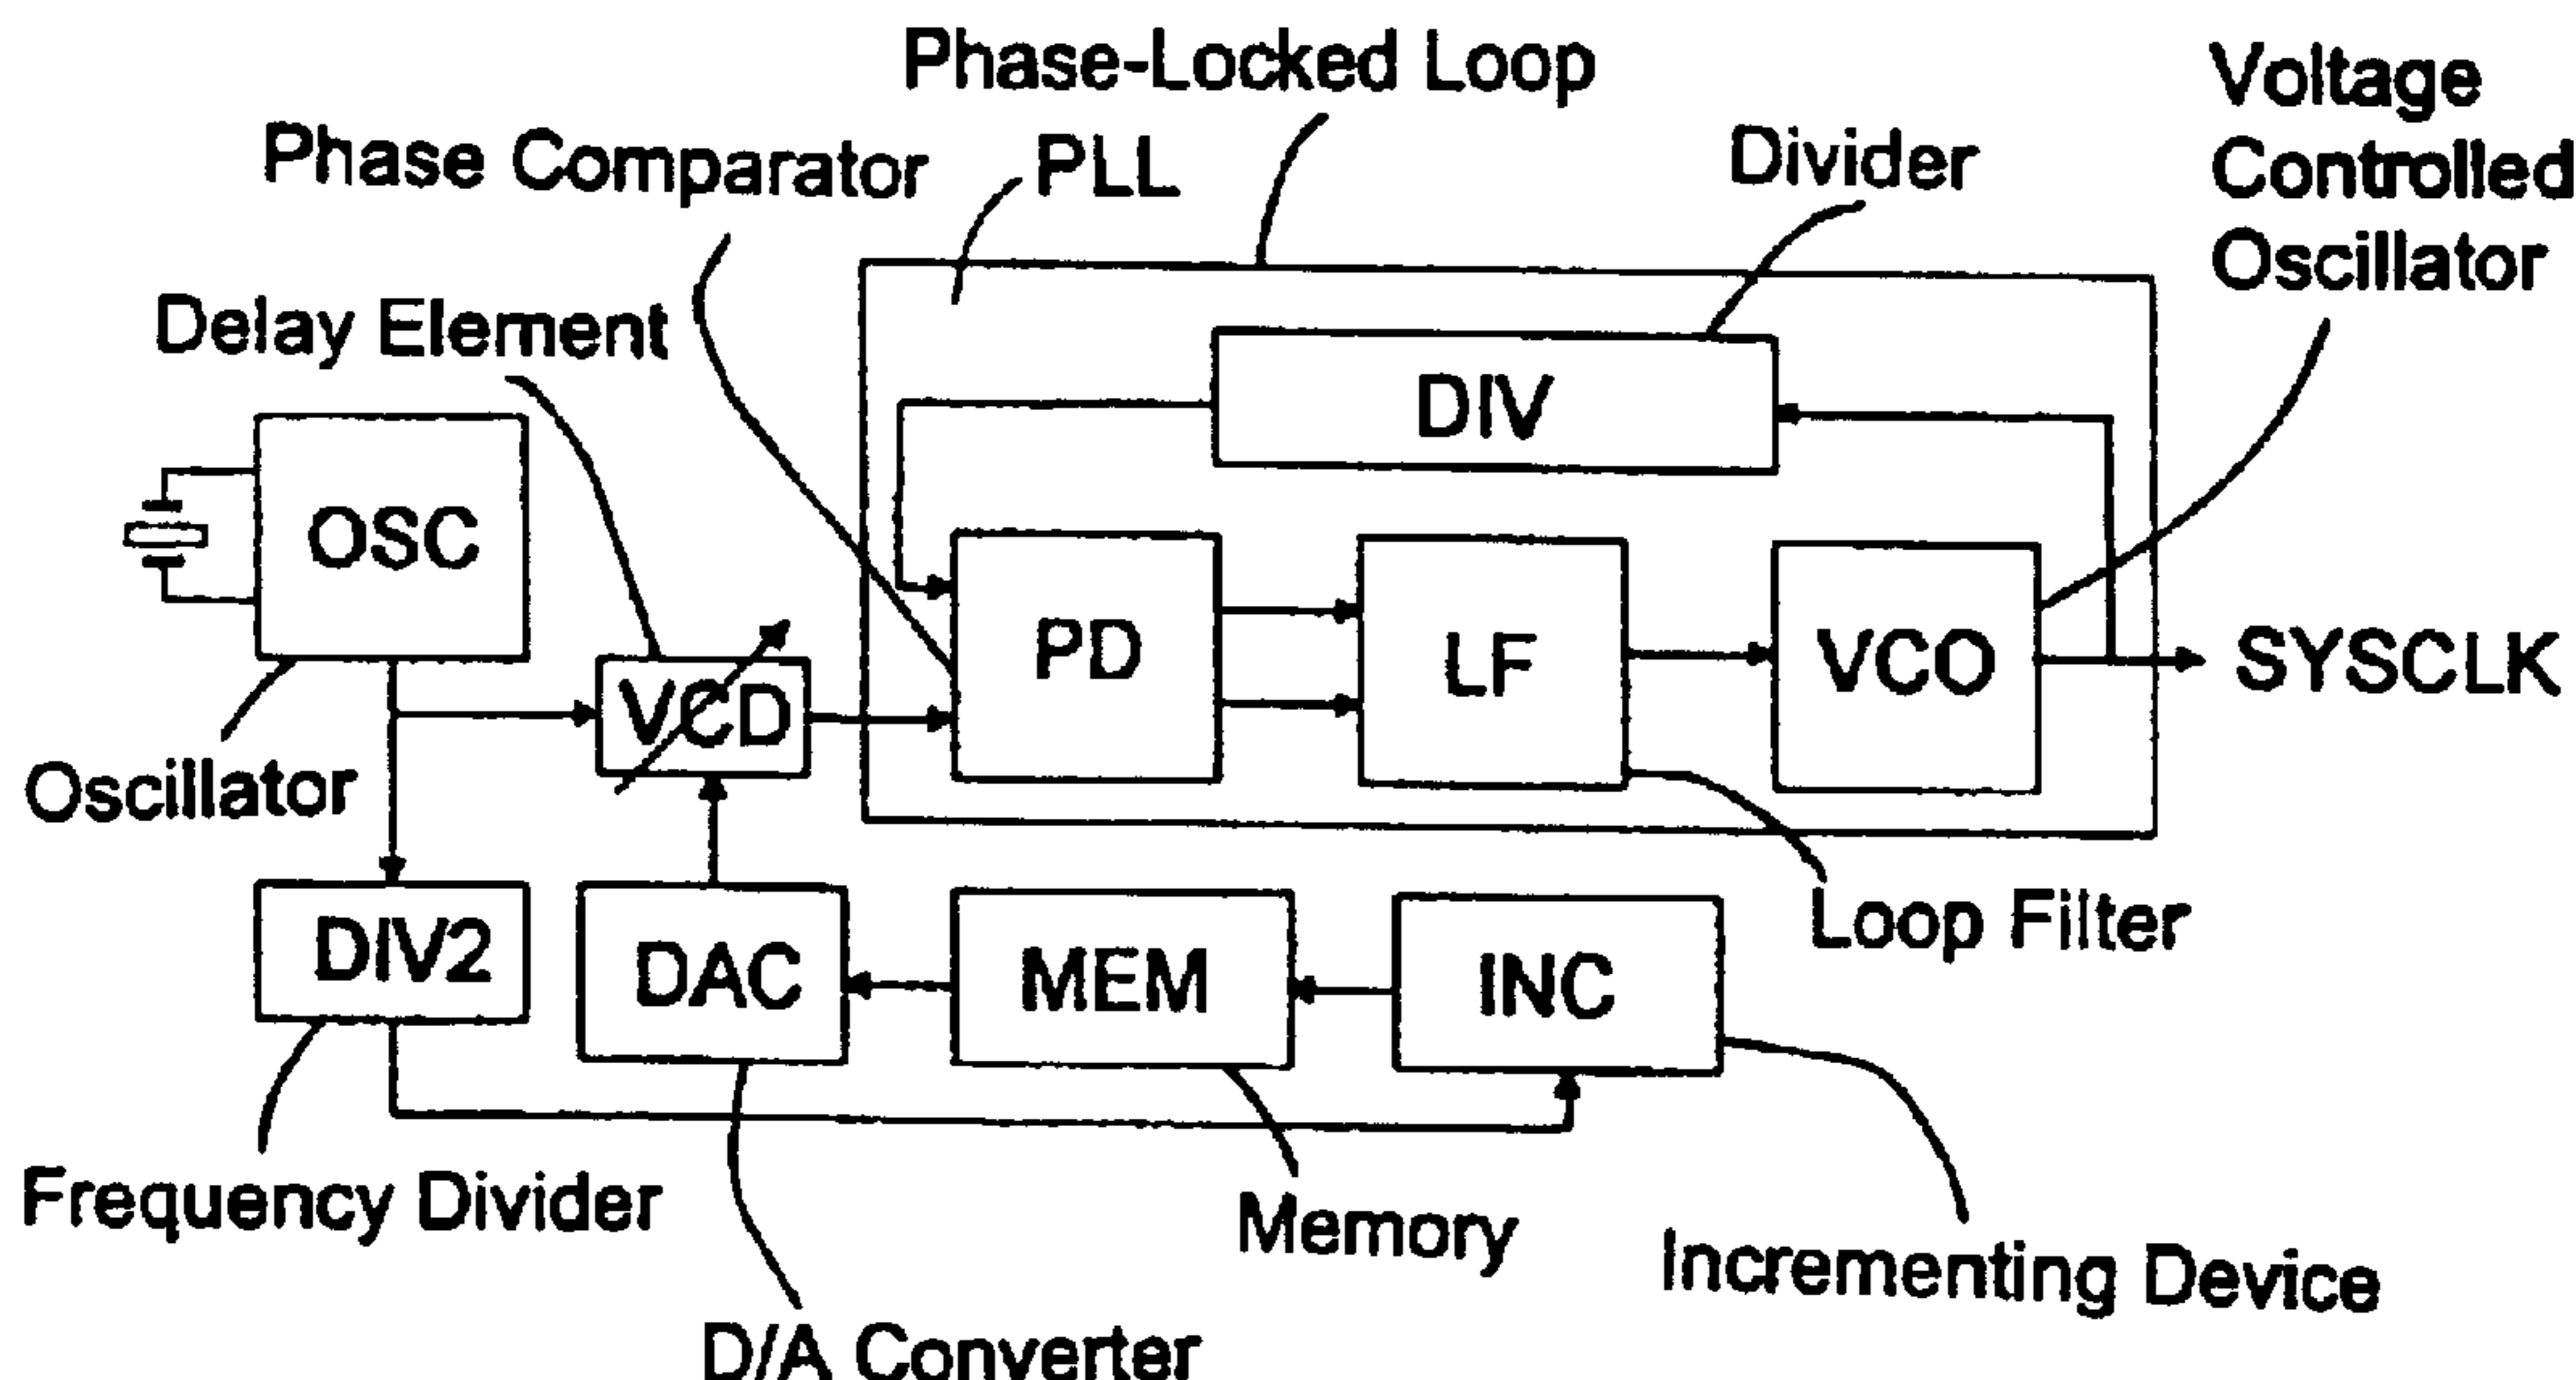 Phase-Locked Loop
Voltage
Controlled
Oscillator
Phase Comparator
PLL
Divider
Delay Element
DIV
OSC
PD
LF
VCO
SYSCLK
VCD
Oscillator
DIV2
DAC
MEM
INC
Loop Filter
Frequency Divider
Memory
Incrementing Device
D/A Converter